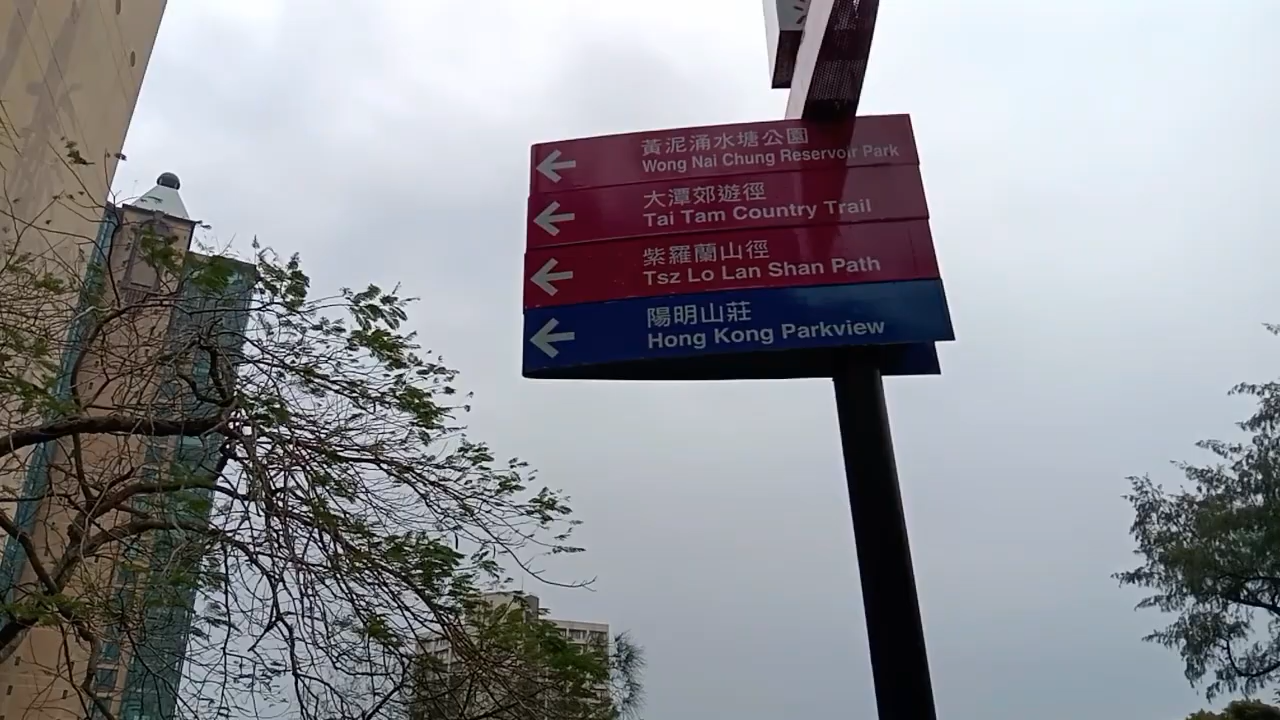 黃泥涌水塘公園
Wong Nai Chung Reservoir Park
大潭郊遊徑
Tai Tam Country Trail
紫羅蘭山徑
Tsz Lo Lan Shan Path
陽明山莊
Hong Kong Parkview